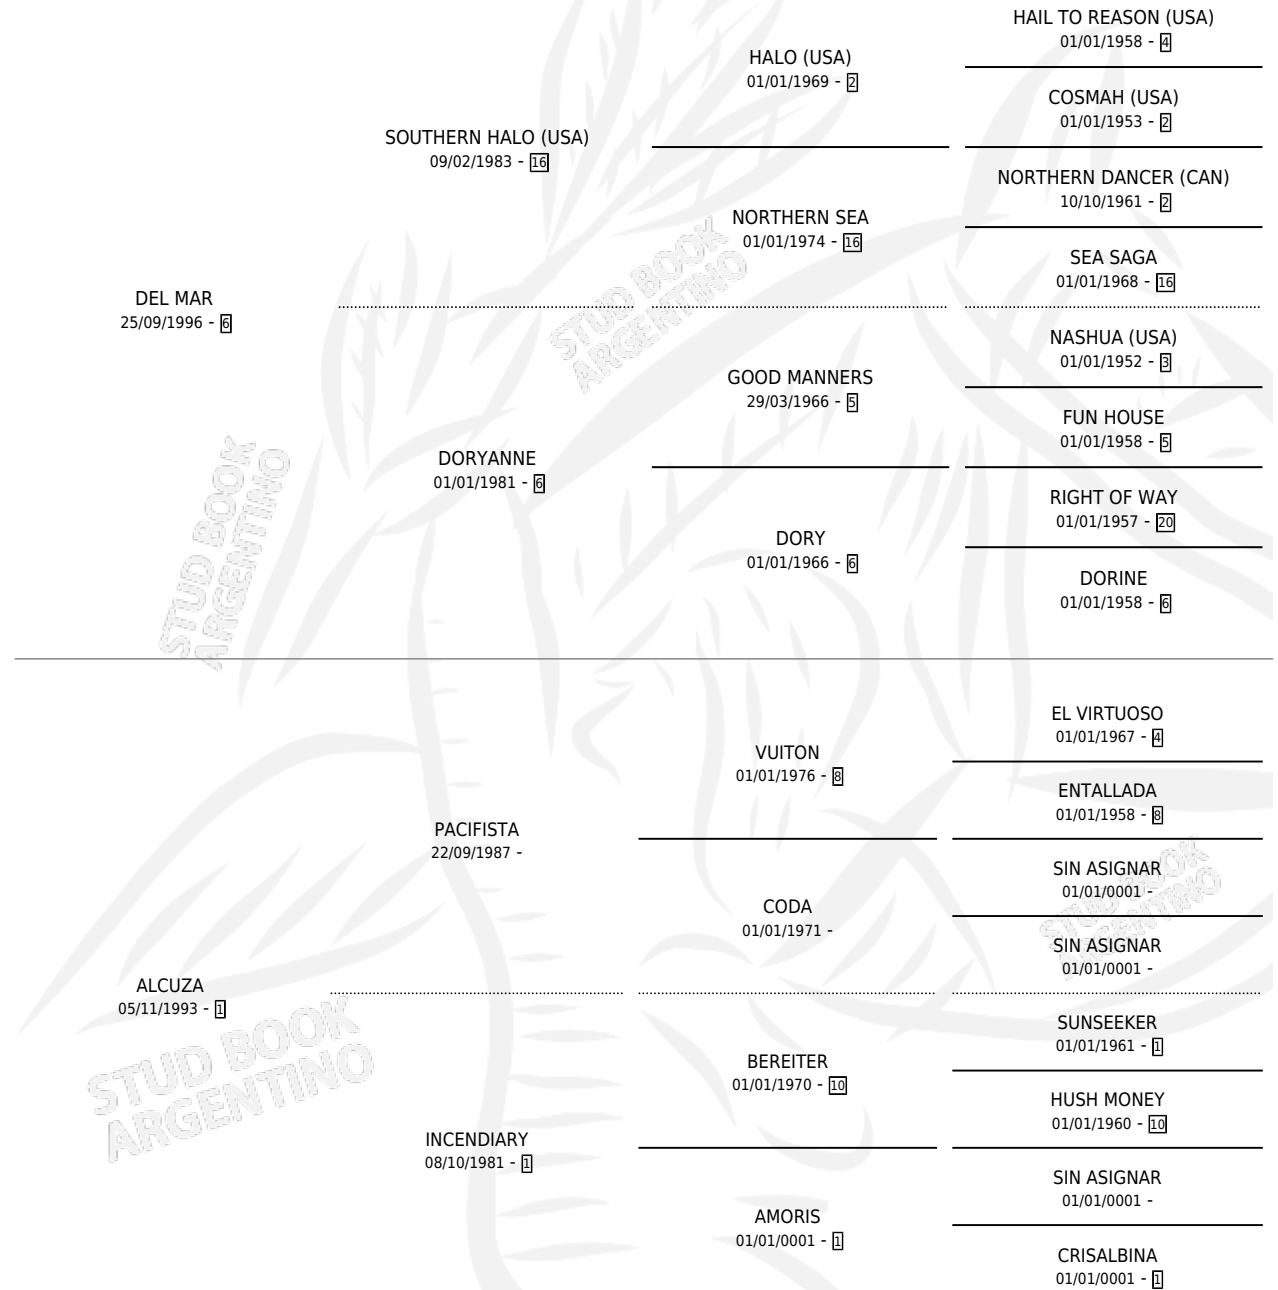 HAIL TO REASON (USA)
01/01/1958 - 4
HALO (USA)
01/01/1969 - 2
COSMAH (USA)
01/01/1953 - 2
SOUTHERN HALO (USA)
09/02/1983 - 16
NORTHERN DANCER (CAN)
10/10/1961 - 2
NORTHERN SEA
01/01/1974 - 16
SEA SAGA
01/01/1968 - 16
DEL MAR
25/09/1996 - 6
NASHUA (USA)
01/01/1952 - 3
GOOD MANNERS
29/03/1966 - 5
FUN HOUSE
01/01/1958 - 5
DORYANNE
01/01/1981 - 6
RIGHT OF WAY
01/01/1957 - 20
DORY
01/01/1966 - 6
DORINE
01/01/1958 - 6
EL VIRTUOSO
01/01/1967 - 4
VUITON
01/01/1976 - 8
ENTALLADA
01/01/1958 - 8
PACIFISTA
22/09/1987 -
SIN ASIGNAR
01/01/0001 -
CODA
01/01/1971 -
SIN ASIGNAR
01/01/0001 -
ALCUZA
05/11/1993 - 1
SUNSEEKER
01/01/1961 - 1
BEREITER
01/01/1970 - 10
HUSH MONEY
01/01/1960 - 10
INCENDIARY
08/10/1981 - 1
SIN ASIGNAR
01/01/0001 -
AMORIS
01/01/0001 - 1
CRISALBINA
01/01/0001 - 1
STUD BOOK
ARGENTINO
STUD BOOK
ARGENTINO
STUD BOOK
ARGENTINO
STUD BOOK
ARGENTINO